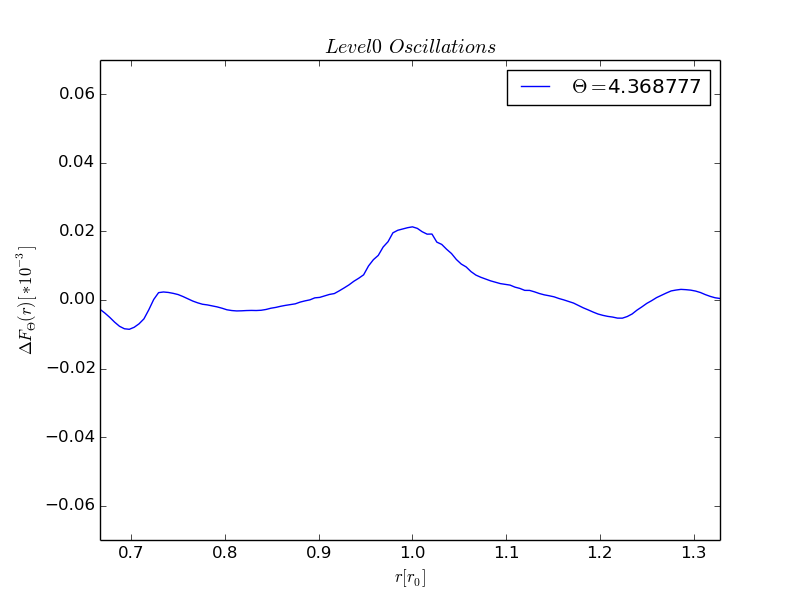 Level0 Oscillations
Θ=4.368777
0.06
0.04
0.02
0.00
−0.02
−0.04
−0.06
ΔF_Θ(r)[*10^{-3}]
0.7 0.8 0.9 1.0 1.1 1.2 1.3
r[r_0]